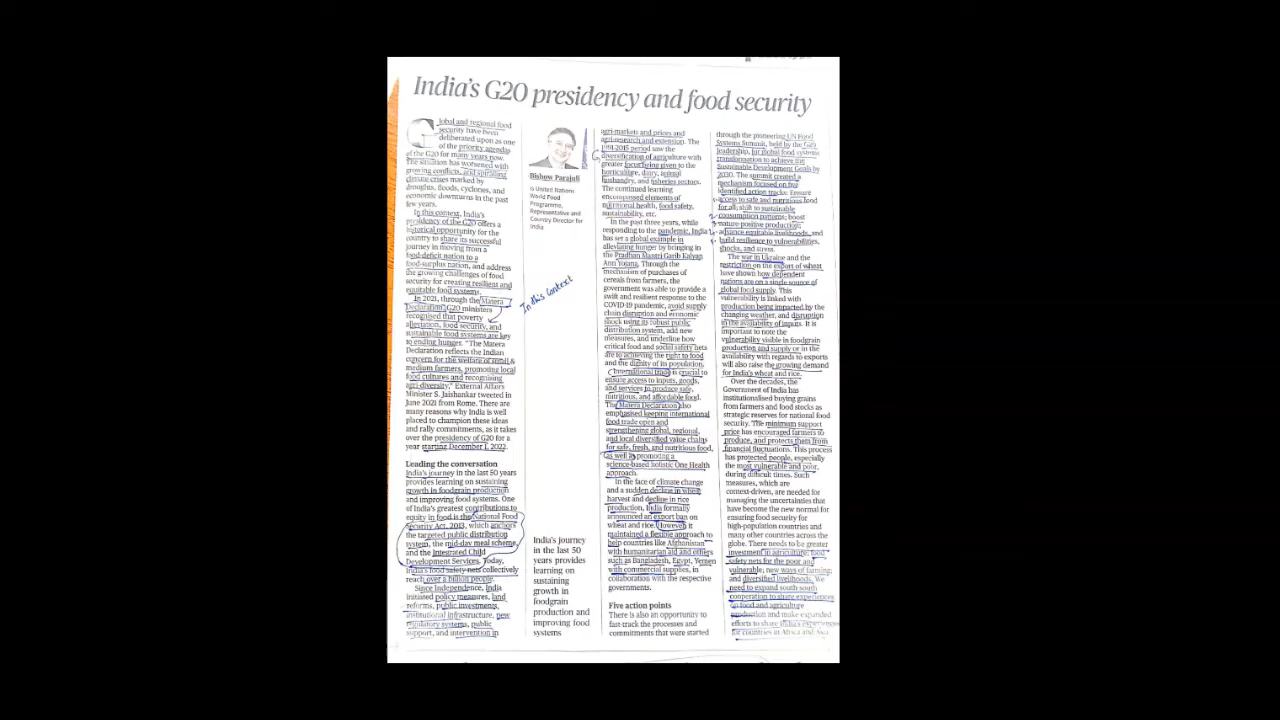 India's G20 presidency and food security
Global and regional food
security have been
deliberated upon as one
of the priority agendas
of the G20 for many years now.
The situation has worsened with
growing conflicts, and spiralling
climate crises marked by
droughts, floods, cyclones, and
economic downturns in the past
few years.
In this context, India's
presidency of the G20 offers a
historical opportunity for the
country to share its successful
journey in moving from a
food-deficit nation to a
food-surplus nation, and address
the growing challenges of food
security for creating resilient and
equitable food systems.
In 2021, through the Matera
Declaration, G20 ministers
recognised that poverty
alleviation, food security, and
sustainable food systems are key
to ending hunger. "The Matera
Declaration reflects the Indian
concern for the welfare of small &
medium farmers, promoting local
food cultures and recognising
agri-diversity," External Affairs
Minister S. Jaishankar tweeted in
June 2021 from Rome. There are
many reasons why India is well
placed to champion these ideas
and rally commitments, as it takes
over the presidency of G20 for a
year starting December 1, 2022.
Leading the conversation
India's journey in the last 50 years
provides learning on sustaining
growth in foodgrain production
and improving food systems. One
of India's greatest contributions to
equity in food is the National Food
Security Act, 2013, which anchors
the targeted public distribution
system, the mid-day meal scheme,
and the Integrated Child
Development Services. Today,
India's food safety nets collectively
reach over a billion people.
Since Independence, India
initiated policy measures, land
reforms, public investments,
institutional infrastructure, new
regulatory systems, public
support, and intervention in
Bishow Parajuli
is United Nations
World Food
Programme,
Representative and
Country Director for
India
In this context
India's journey
in the last 50
years provides
learning on
sustaining
growth in
foodgrain
production and
improving food
systems
agri-markets and prices and
agri-research and extension. The
1991-2015 period saw the
diversification of agriculture with
greater focus being given to the
horticulture, dairy, animal
husbandry, and fisheries sectors.
The continued learning
encompassed elements of
nutritional health, food safety,
sustainability, etc.
In the past three years, while
responding to the pandemic, India
has set a global example in
alleviating hunger by bringing in
the Pradhan Mantri Garib Kalyan
Ann Yojana. Through the
mechanism of purchases of
cereals from farmers, the
government was able to provide a
swift and resilient response to the
COVID-19 pandemic, avoid supply
chain disruption and economic
shock using its robust public
distribution system, add new
measures, and underline how
critical food and social safety nets
are to achieving the right to food
and the dignity of its population.
International trade is crucial to
ensure access to inputs, goods,
and services to produce safe,
nutritious, and affordable food.
The Matera Declaration also
emphasised keeping international
food trade open and
strengthening global, regional,
and local diversified value chains
for safe, fresh, and nutritious food,
as well as promoting a
science-based holistic One Health
approach.
In the face of climate change
and a sudden decline in wheat
harvest and decline in rice
production, India formally
announced an export ban on
wheat and rice. However, it
maintained a flexible approach to
help countries like Afghanistan
with humanitarian aid and others
such as Bangladesh, Egypt, Yemen
with commercial supplies, in
collaboration with the respective
governments.
Five action points
There is also an opportunity to
fast-track the processes and
commitments that were started
through the pioneering UN Food
Systems Summit, held by the G20
leadership, for global food systems
transformation to achieve the
Sustainable Development Goals by
2030. The summit created a
mechanism focused on five
identified action tracks: Ensure
access to safe and nutritious food
for all; shift to sustainable
consumption patterns; boost
nature-positive production;
advance equitable livelihoods, and
build resilience to vulnerabilities,
shocks, and stress.
The war in Ukraine and the
restriction on the export of wheat
have shown how dependent
nations are on a single source of
global food supply. This
vulnerability is linked with
production being impacted by the
changing weather, and disruption
in the availability of inputs. It is
important to note the
vulnerability visible in foodgrain
production and supply or in the
availability with regards to exports
will also raise the growing demand
for India's wheat and rice.
Over the decades, the
Government of India has
institutionalised buying grains
from farmers and food stocks as
strategic reserves for national food
security. The minimum support
price has encouraged farmers to
produce, and protects them from
financial fluctuations. This process
has protected people, especially
the most vulnerable and poor,
during difficult times. Such
measures, which are
context-driven, are needed for
managing the uncertainties that
have become the new normal for
ensuring food security for
high-population countries and
many other countries across the
globe. There needs to be greater
investment in agriculture; food
safety nets for the poor and
vulnerable; new ways of farming;
and diversified livelihoods. We
need to expand south-south
cooperation to share experiences
on food and agriculture
production and make expanded
efforts to share India's experiences
for countries in Africa and Asia